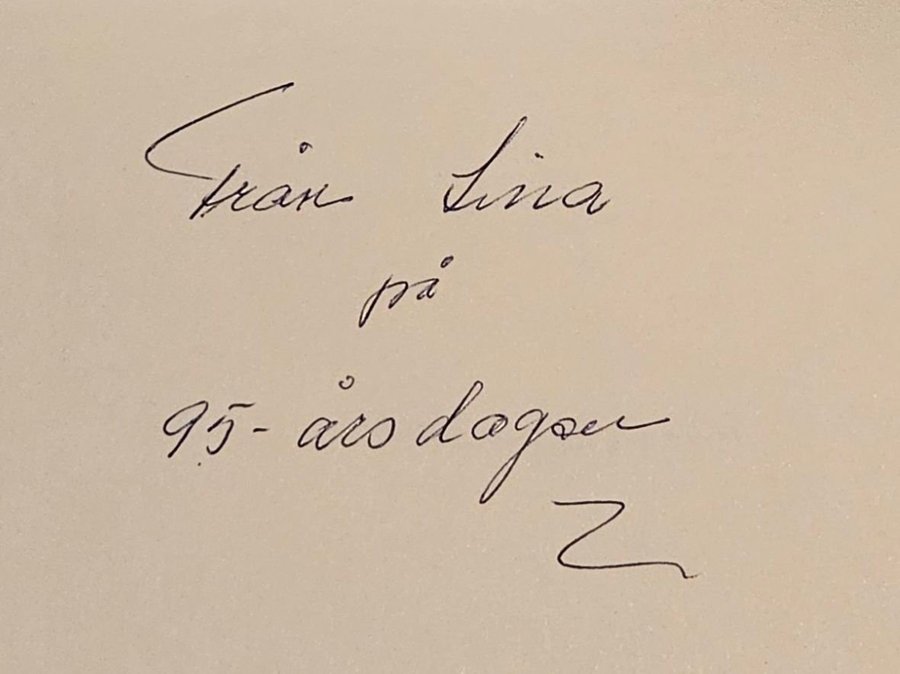 Från Lina
på
95-årsdagen